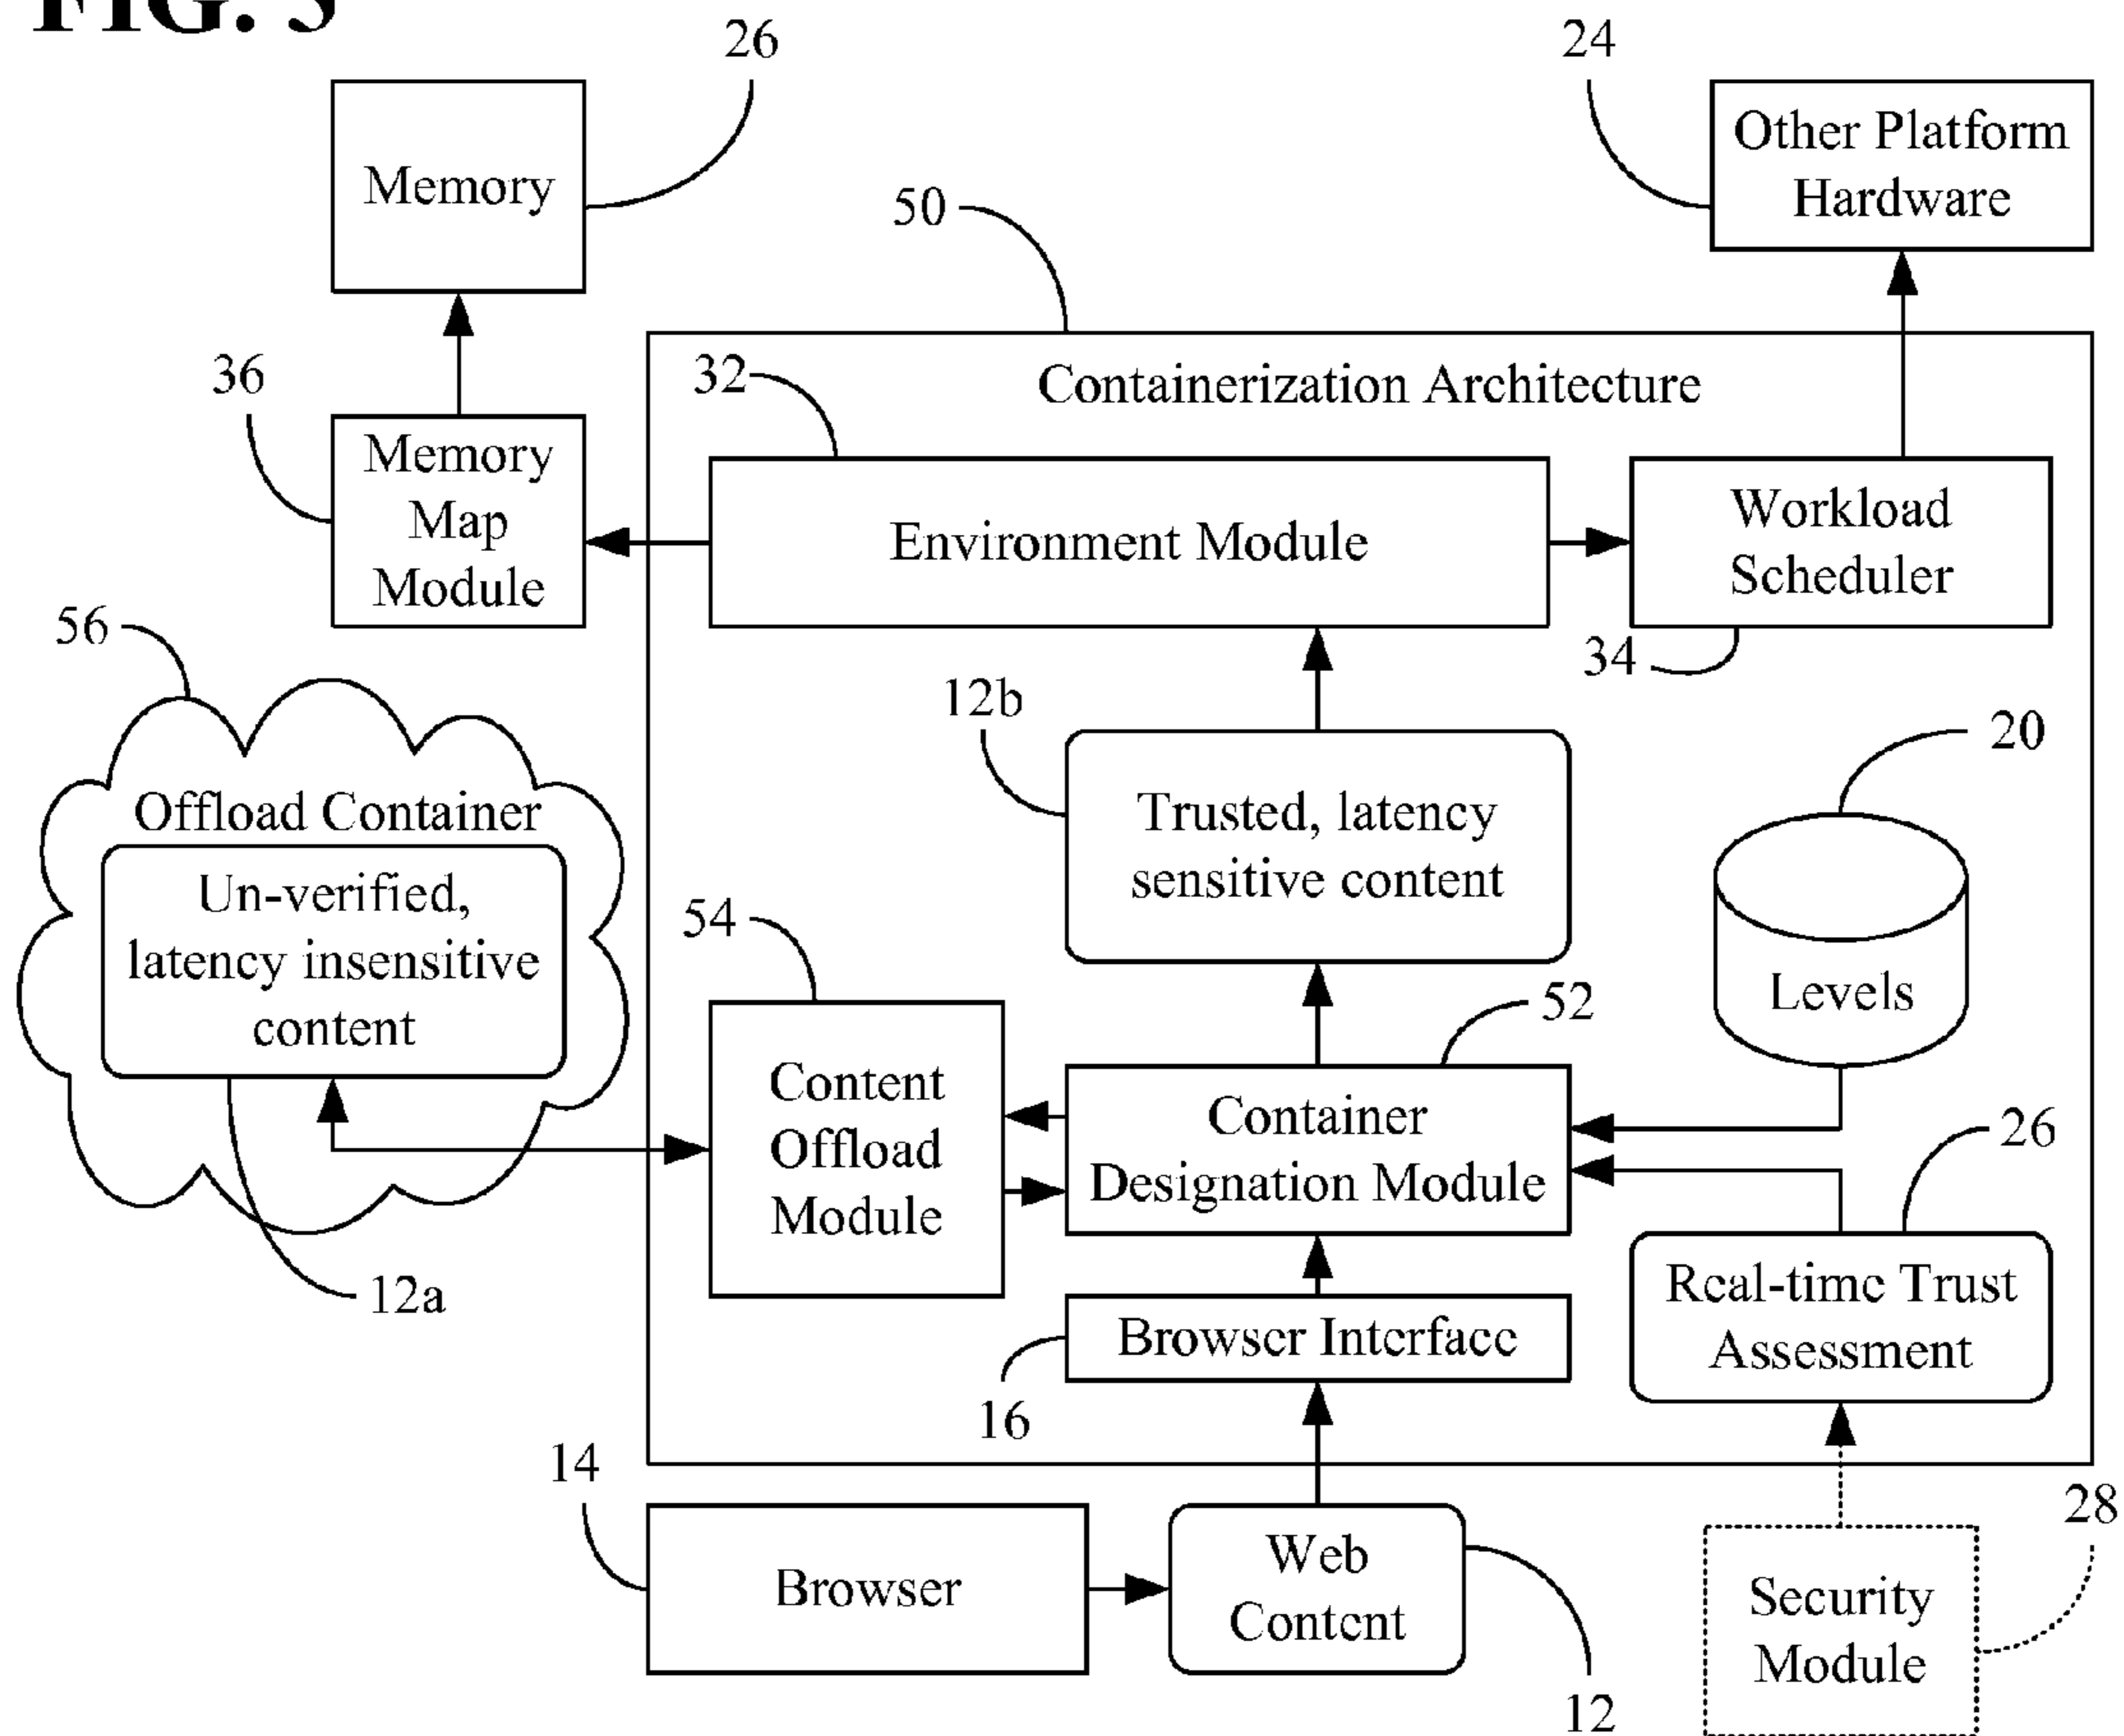 FIG. 3
26
24
Memory
Other Platform
Hardware
50
36
32
Containerization Architecture
Memory
Map
Module
Environment Module
Workload
Scheduler
56
34
12b
20
Offload Container
Un-verified,
latency insensitive
content
Trusted, latency
sensitive content
Levels
54
52
Content
Offload
Module
Container
Designation Module
26
12a
Real-time Trust
Assessment
Browser Interface
16
14
28
Browser
Web
Content
Security
Module
12